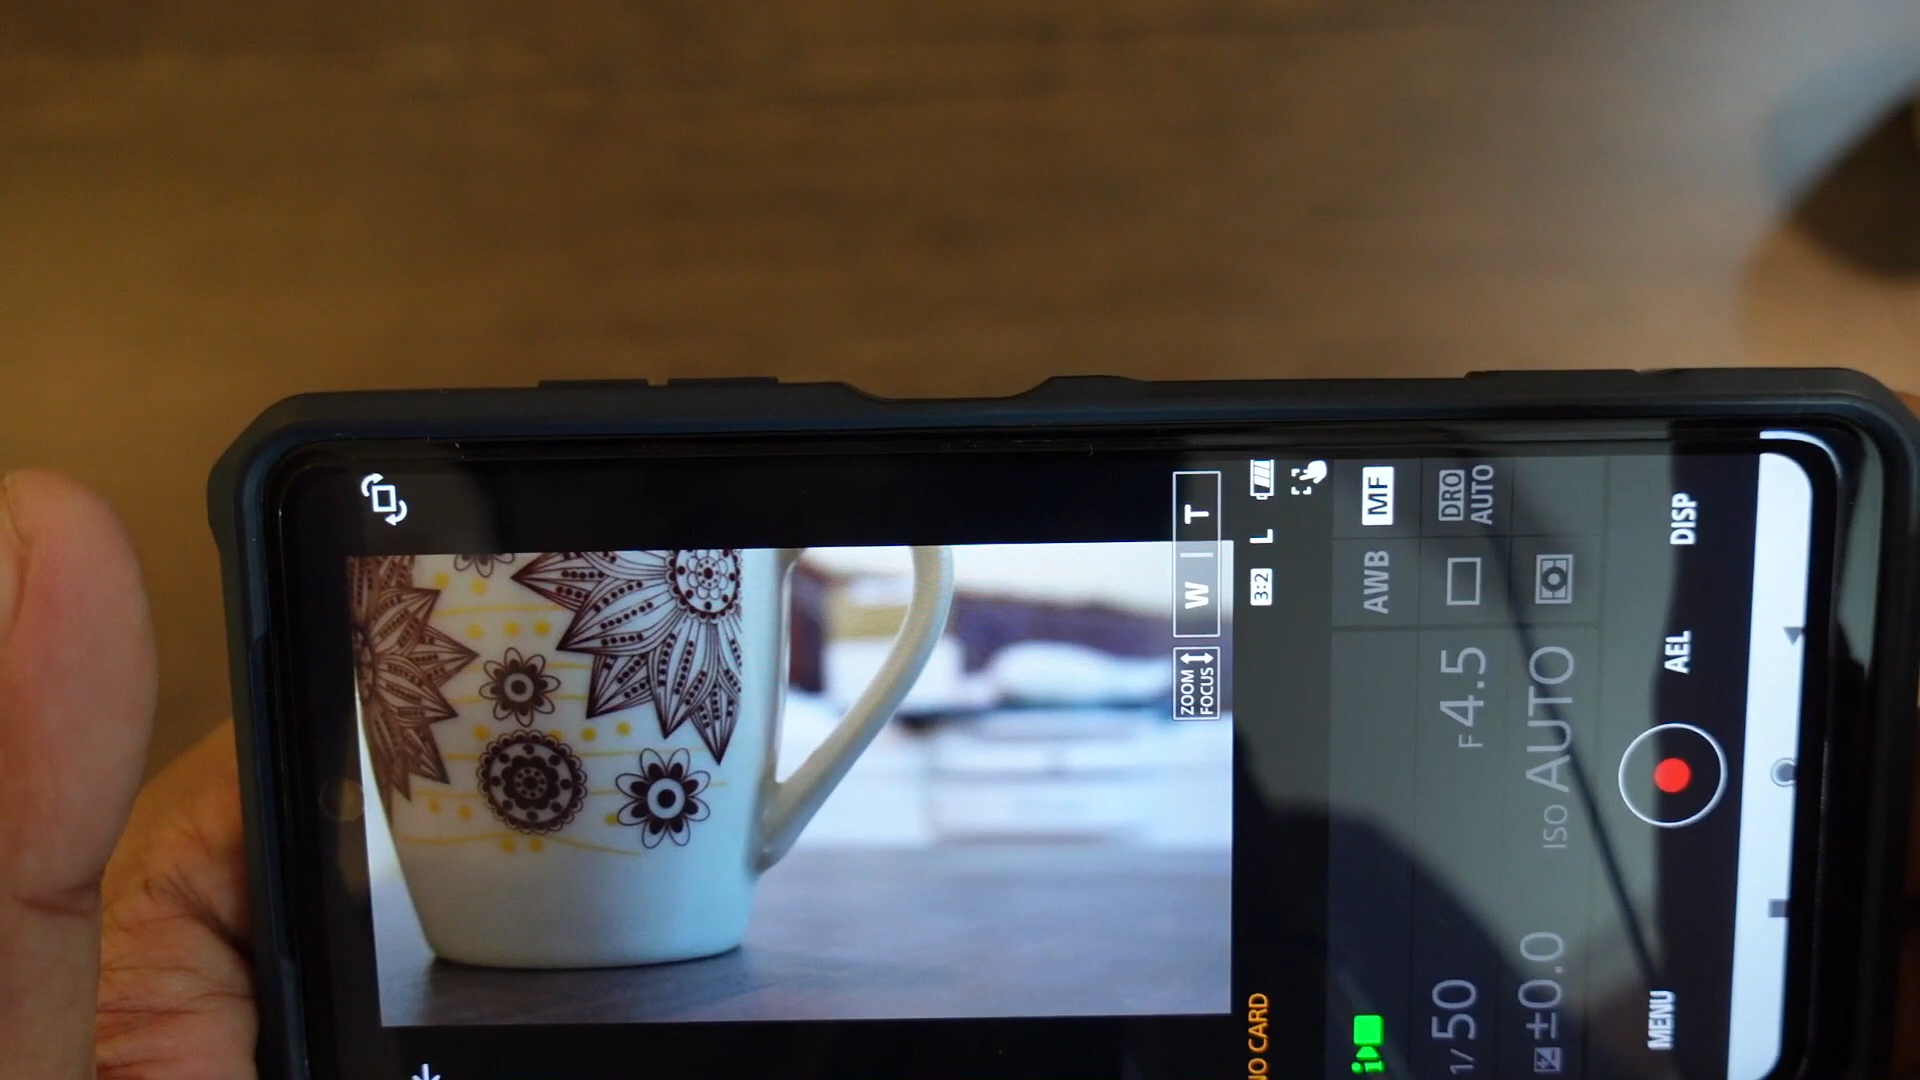 W T
ZOOM
FOCUS
3:2 L
NO CARD
AWB MF
1/50 F4.5 DRO
AUTO
±0.0 ISO AUTO
MENU AEL DISP